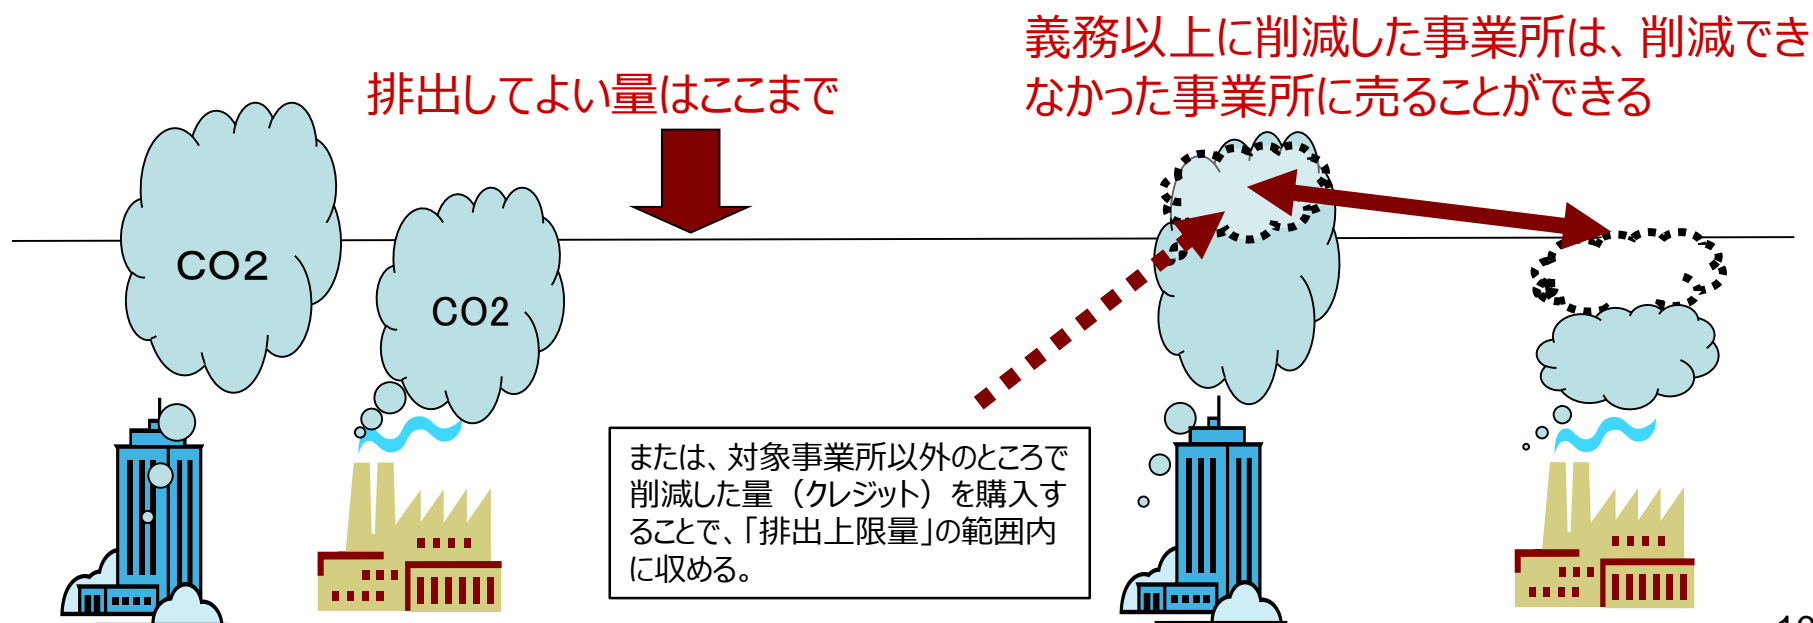 義務以上に削減した事業所は、削減でき
なかった事業所に売ることができる
排出してよい量はここまで
CO2
CO2
または、対象事業所以外のところで
削減した量（クレジット）を購入す
ることで、「排出上限量」の範囲内
に収める。